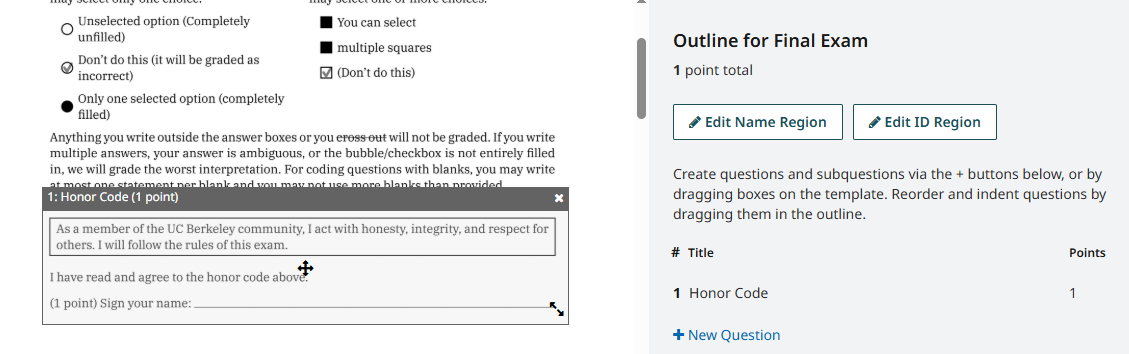 may select only one choice.
may select one or more choices.
Unselected option (Completely
unfilled)
Don't do this (it will be graded as
incorrect)
Only one selected option (completely
filled)
You can select
multiple squares
(Don't do this)
Anything you write outside the answer boxes or you cross out will not be graded. If you write
multiple answers, your answer is ambiguous, or the bubble/checkbox is not entirely filled
in, we will grade the worst interpretation. For coding questions with blanks, you may write
at most one statement per blank and you may not use more blanks than provided.
1: Honor Code (1 point)
As a member of the UC Berkeley community, I act with honesty, integrity, and respect for
others. I will follow the rules of this exam.
I have read and agree to the honor code above.
(1 point) Sign your name:
Outline for Final Exam
1 point total
Edit Name Region
Edit ID Region
Create questions and subquestions via the + buttons below, or by
dragging boxes on the template. Reorder and indent questions by
dragging them in the outline.
# Title Points
1 Honor Code 1
+ New Question